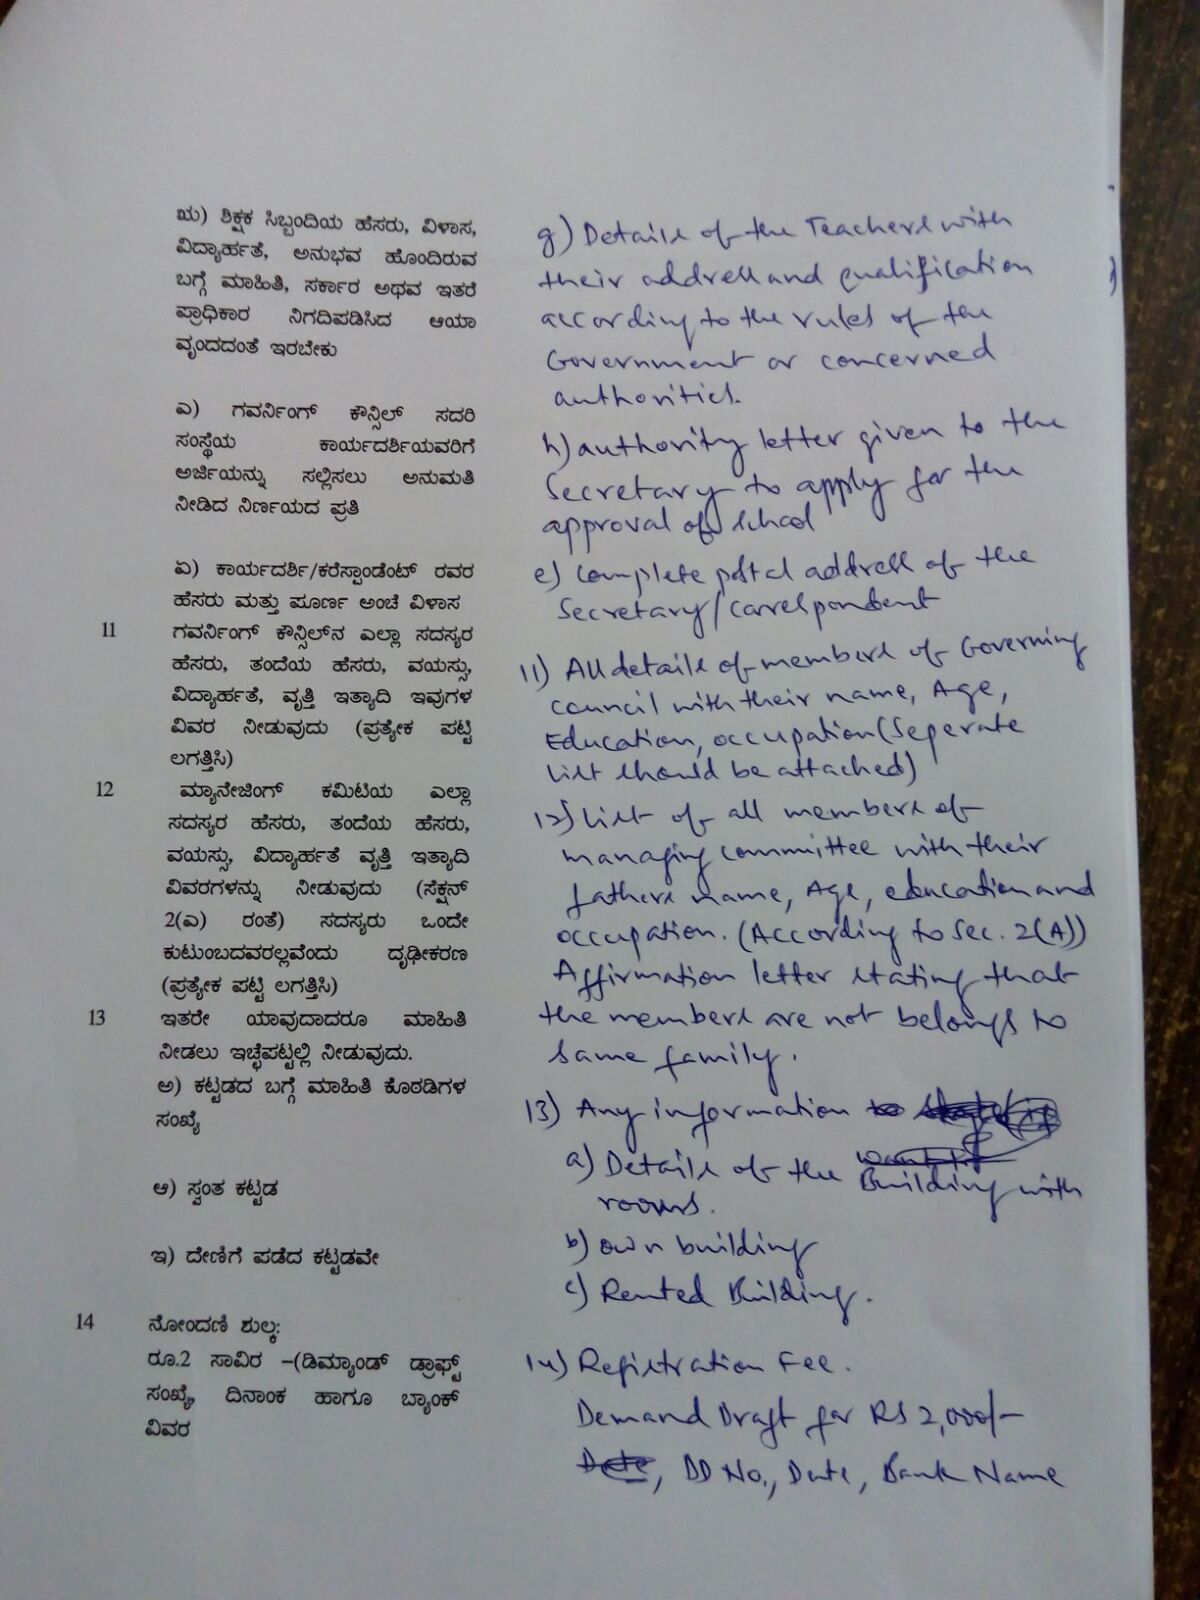 ಋ) ಶಿಕ್ಷಕ ಸಿಬ್ಬಂದಿಯ ಹೆಸರು, ವಿಳಾಸ,
ವಿದ್ಯಾರ್ಹತೆ, ಅನುಭವ ಹೊಂದಿರುವ
ಬಗ್ಗೆ ಮಾಹಿತಿ, ಸರ್ಕಾರ ಅಥವ ಇತರೆ
ಪ್ರಾಧಿಕಾರ ನಿಗದಿಪಡಿಸಿದ ಆಯಾ
ವೃಂದದಂತೆ ಇರಬೇಕು
ಎ) ಗವರ್ನಿಂಗ್ ಕೌನ್ಸಿಲ್ ಸದರಿ
ಸಂಸ್ಥೆಯ ಕಾರ್ಯದರ್ಶಿಯವರಿಗೆ
ಅರ್ಜಿಯನ್ನು ಸಲ್ಲಿಸಲು ಅನುಮತಿ
ನೀಡಿದ ನಿರ್ಣಯದ ಪ್ರತಿ
ಏ) ಕಾರ್ಯದರ್ಶಿ/ಕರೆಸ್ಪಾಂಡೆಂಟ್ ರವರ
ಹೆಸರು ಮತ್ತು ಪೂರ್ಣ ಅಂಚೆ ವಿಳಾಸ
11 ಗವರ್ನಿಂಗ್ ಕೌನ್ಸಿಲ್‌ನ ಎಲ್ಲಾ ಸದಸ್ಯರ
ಹೆಸರು, ತಂದೆಯ ಹೆಸರು, ವಯಸ್ಸು,
ವಿದ್ಯಾರ್ಹತೆ, ವೃತ್ತಿ ಇತ್ಯಾದಿ ಇವುಗಳ
ವಿವರ ನೀಡುವುದು (ಪ್ರತ್ಯೇಕ ಪಟ್ಟಿ
ಲಗತ್ತಿಸಿ)
12 ಮ್ಯಾನೇಜಿಂಗ್ ಕಮಿಟಿಯ ಎಲ್ಲಾ
ಸದಸ್ಯರ ಹೆಸರು, ತಂದೆಯ ಹೆಸರು,
ವಯಸ್ಸು, ವಿದ್ಯಾರ್ಹತೆ ವೃತ್ತಿ ಇತ್ಯಾದಿ
ವಿವರಗಳನ್ನು ನೀಡುವುದು (ಸೆಕ್ಷನ್
2(ಎ) ರಂತೆ) ಸದಸ್ಯರು ಒಂದೇ
ಕುಟುಂಬದವರಲ್ಲವೆಂದು ದೃಢೀಕರಣ
(ಪ್ರತ್ಯೇಕ ಪಟ್ಟಿ ಲಗತ್ತಿಸಿ)
13 ಇತರೇ ಯಾವುದಾದರೂ ಮಾಹಿತಿ
ನೀಡಲು ಇಚ್ಛೆಪಟ್ಟಲ್ಲಿ ನೀಡುವುದು.
ಅ) ಕಟ್ಟಡದ ಬಗ್ಗೆ ಮಾಹಿತಿ ಕೊಠಡಿಗಳ
ಸಂಖ್ಯೆ
ಆ) ಸ್ವಂತ ಕಟ್ಟಡ
ಇ) ದೇಣಿಗೆ ಪಡೆದ ಕಟ್ಟಡವೇ
14 ನೋಂದಣಿ ಶುಲ್ಕ:
ರೂ.2 ಸಾವಿರ –(ಡಿಮ್ಯಾಂಡ್ ಡ್ರಾಫ್ಟ್
ಸಂಖ್ಯೆ, ದಿನಾಂಕ ಹಾಗೂ ಬ್ಯಾಂಕ್
ವಿವರ
g) Details of the Teachers with
their address and qualification
according to the rules of the
Government or concerned
authorities.
h) authority letter given to the
Secretary to apply for the
approval of school
e) complete postal address of the
Secretary/correspondent
11) All details of members of Governing
council with their name, Age,
Education, occupation (Seperate
list should be attached)
12) List of all members of
managing committee with their
fathers name, Age, education and
occupation. (According to Sec. 2(A))
Affirmation letter stating that
the members are not belongs to
same family.
13) Any information to
want it
a) Details of the Building with
rooms.
b) own building
c) Rented Building.
14) Registration Fee.
Demand Draft for RS 2,000/-
Date, DD No., Date, Bank Name